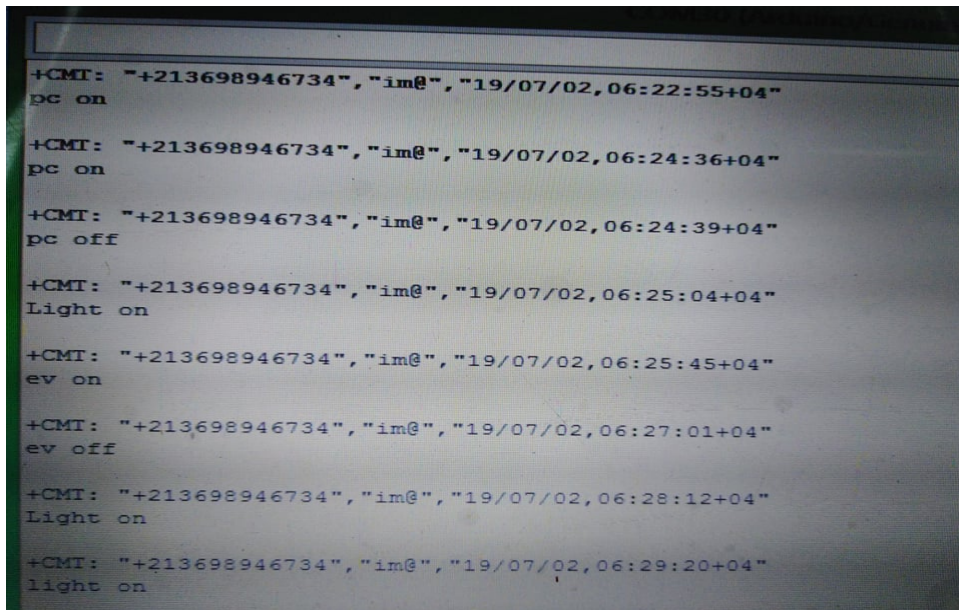 +CMT: "+213698946734","im@","19/07/02,06:22:55+04"
pc on
+CMT: "+213698946734","im@","19/07/02,06:24:36+04"
pc on
+CMT: "+213698946734","im@","19/07/02,06:24:39+04"
pc off
+CMT: "+213698946734","im@","19/07/02,06:25:04+04"
Light on
+CMT: "+213698946734","im@","19/07/02,06:25:45+04"
ev on
+CMT: "+213698946734","im@","19/07/02,06:27:01+04"
ev off
+CMT: "+213698946734","im@","19/07/02,06:28:12+04"
Light on
+CMT: "+213698946734","im@","19/07/02,06:29:20+04"
light on